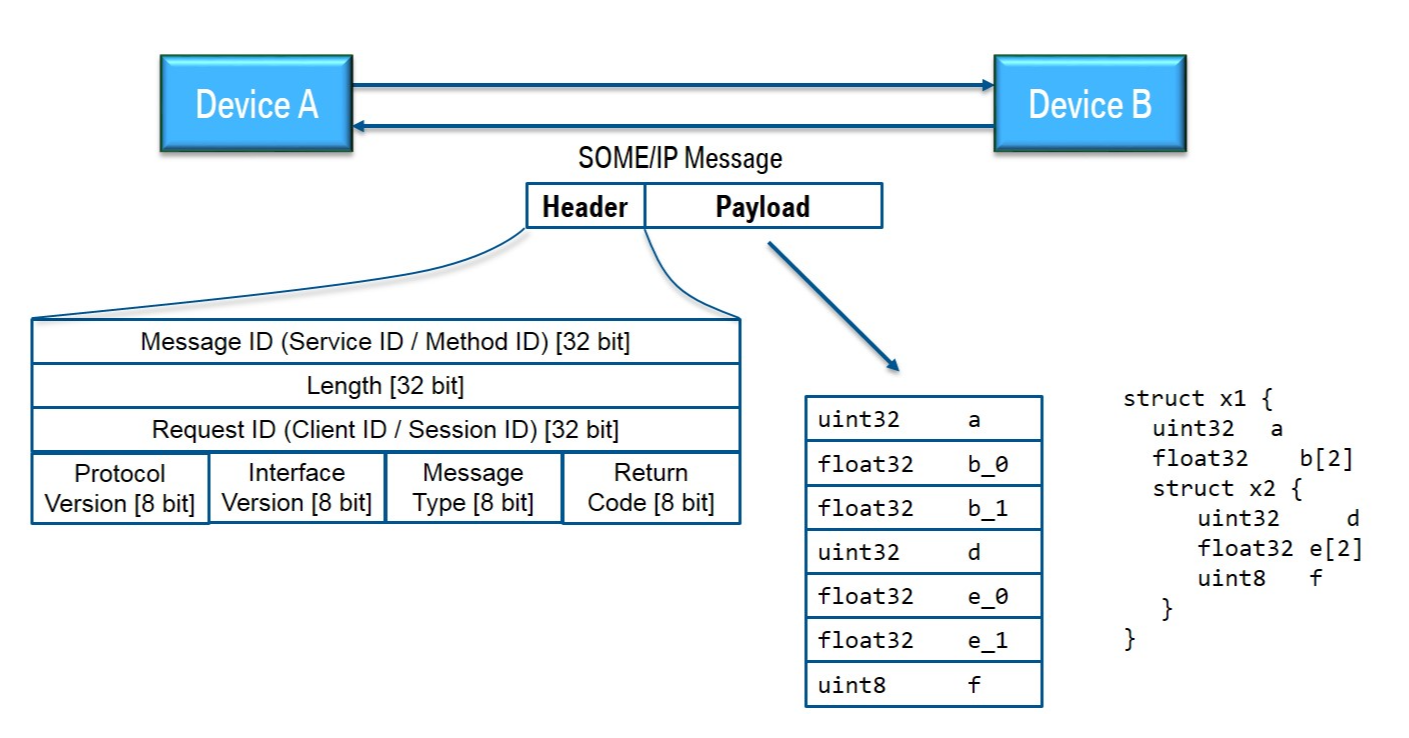 Device A
Device B
SOME/IP Message
Header
Payload
Message ID (Service ID / Method ID) [32 bit]
Length [32 bit]
Request ID (Client ID / Session ID) [32 bit]
Protocol
Version [8 bit]
Interface
Version [8 bit]
Message
Type [8 bit]
Return
Code [8 bit]
uint32 a
float32 b_0
float32 b_1
uint32 d
float32 e_0
float32 e_1
uint8 f
struct x1 {
uint32 a
float32 b[2]
struct x2 {
uint32 d
float32 e[2]
uint8 f
}
}